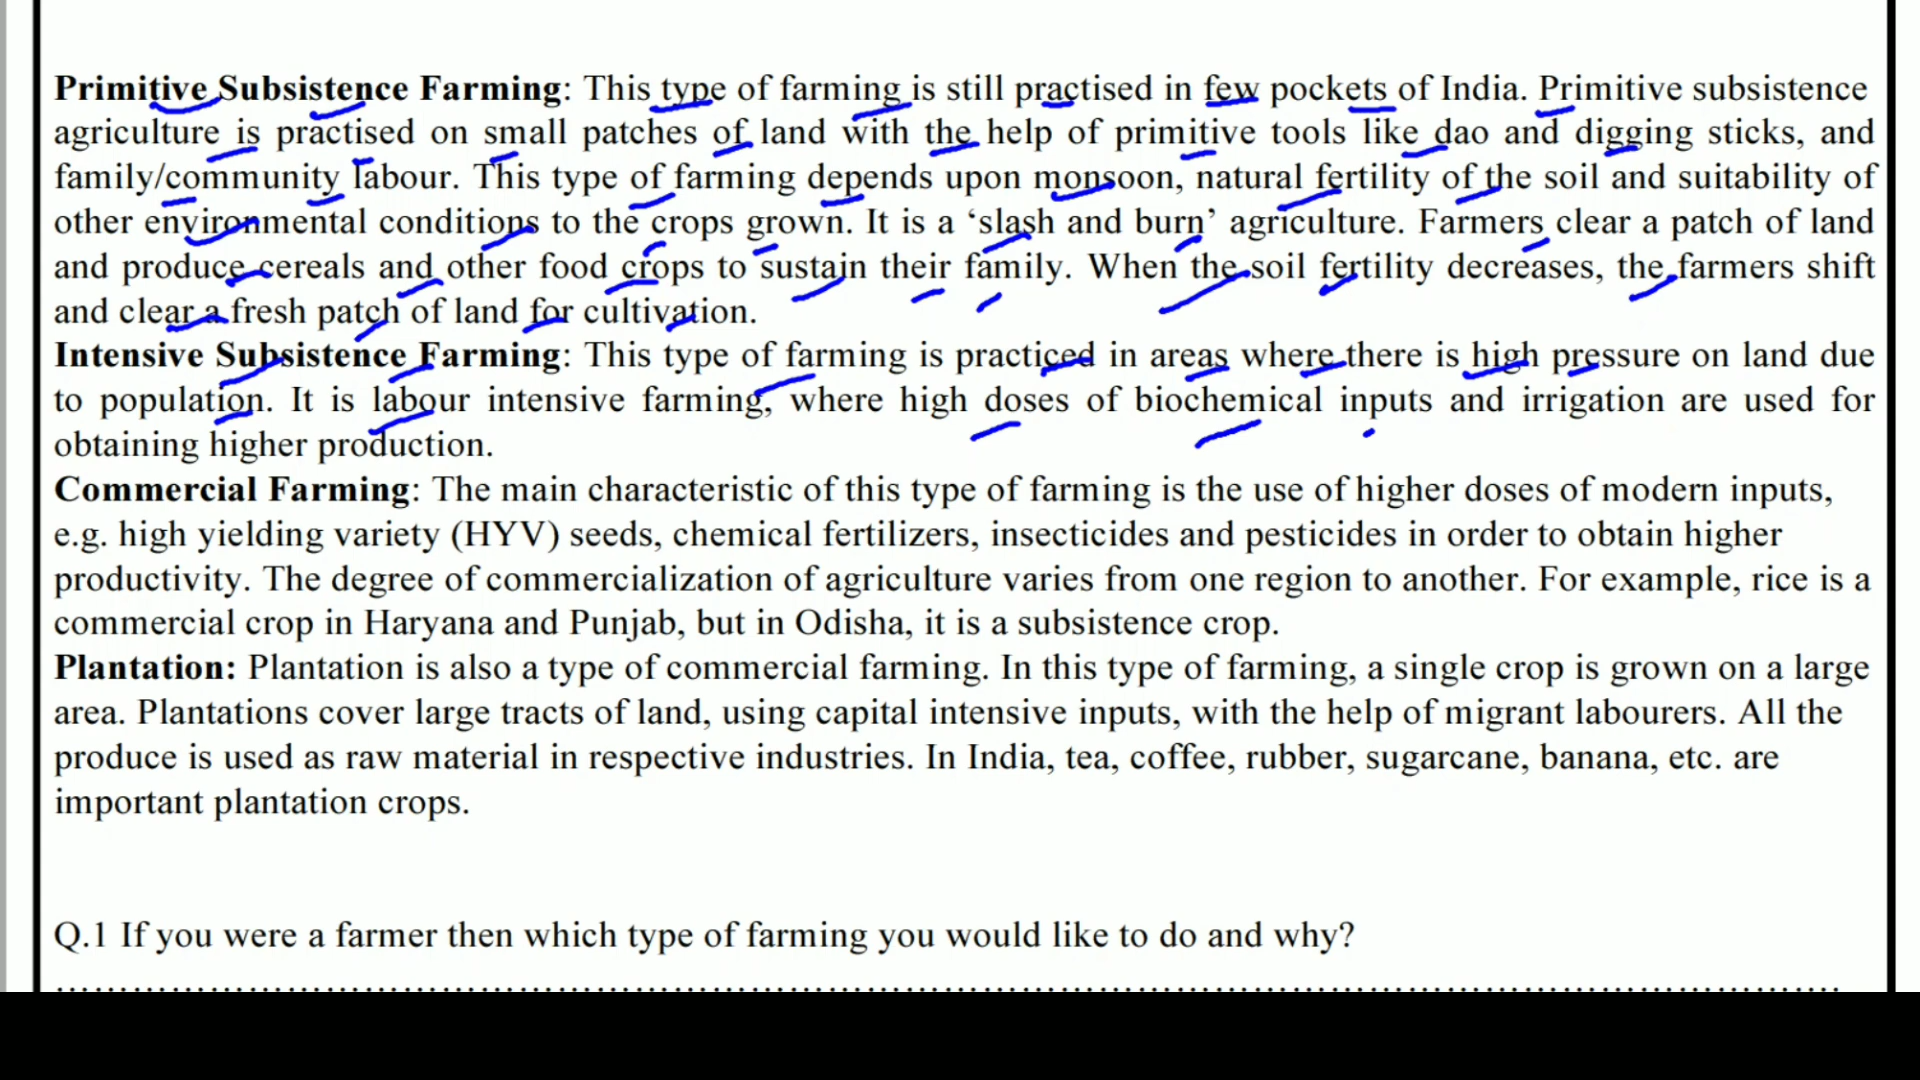 Primitive Subsistence Farming: This type of farming is still practised in few pockets of India. Primitive subsistence
agriculture is practised on small patches of land with the help of primitive tools like dao and digging sticks, and
family/community labour. This type of farming depends upon monsoon, natural fertility of the soil and suitability of
other environmental conditions to the crops grown. It is a ‘slash and burn’ agriculture. Farmers clear a patch of land
and produce cereals and other food crops to sustain their family. When the soil fertility decreases, the farmers shift
and clear a fresh patch of land for cultivation.
Intensive Subsistence Farming: This type of farming is practiced in areas where there is high pressure on land due
to population. It is labour intensive farming, where high doses of biochemical inputs and irrigation are used for
obtaining higher production.
Commercial Farming: The main characteristic of this type of farming is the use of higher doses of modern inputs,
e.g. high yielding variety (HYV) seeds, chemical fertilizers, insecticides and pesticides in order to obtain higher
productivity. The degree of commercialization of agriculture varies from one region to another. For example, rice is a
commercial crop in Haryana and Punjab, but in Odisha, it is a subsistence crop.
Plantation: Plantation is also a type of commercial farming. In this type of farming, a single crop is grown on a large
area. Plantations cover large tracts of land, using capital intensive inputs, with the help of migrant labourers. All the
produce is used as raw material in respective industries. In India, tea, coffee, rubber, sugarcane, banana, etc. are
important plantation crops.
Q.1 If you were a farmer then which type of farming you would like to do and why?